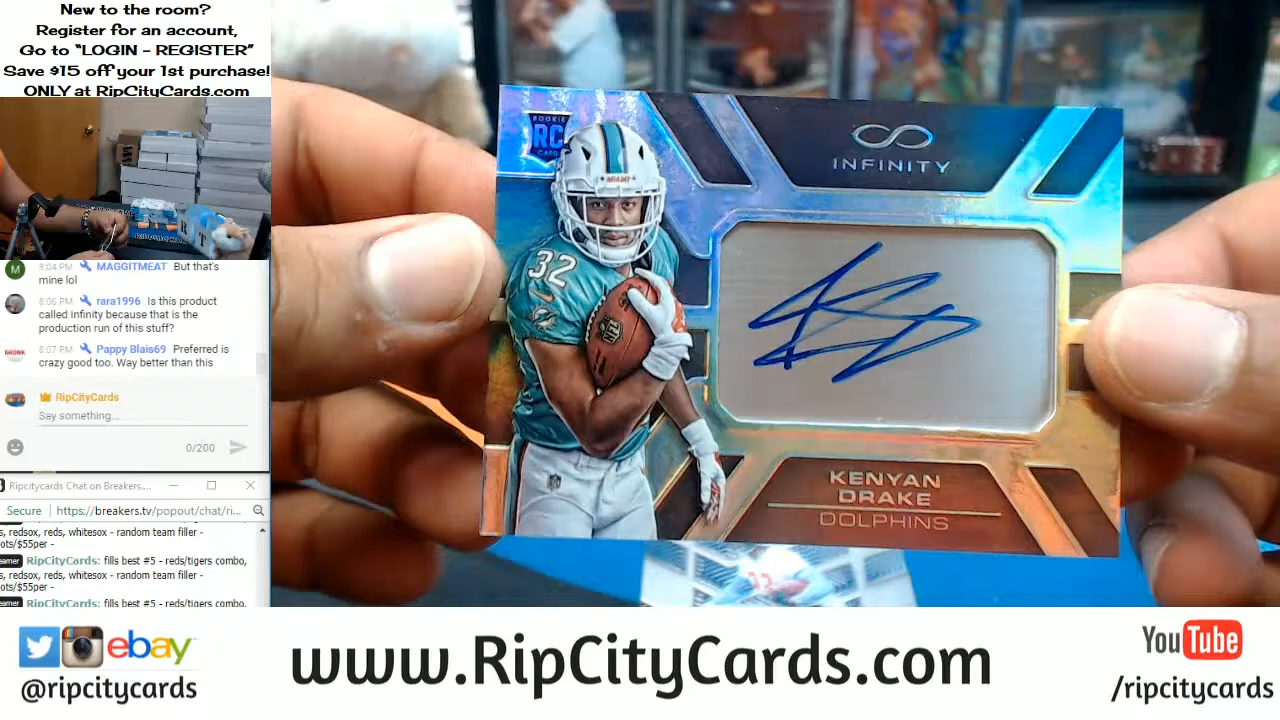 New to the room?
Register for an account,
Go to "LOGIN - REGISTER"
Save $15 off your 1st purchase!
ONLY at RipCityCards.com
8:04 PM MAGGITMEAT But that's
mine lol
8:06 PM rara1996 Is this product
called Infinity because that is the
production run of this stuff?
8:07 PM Pappy Blais69 Preferred is
crazy good too. Way better than this
RipCityCards
Say something...
0/200
Ripcitycards Chat on Breakers....
Secure https://breakers.tv/popout/chat/ri...
s, redsox, reds, whitesox - random team filler -
ots/$55per -
eamer RipCityCards: fills best #5 - reds/tigers combo,
s, redsox, reds, whitesox - random team filler -
ots/$55per -
eamer RipCityCards: fills best #5 - reds/tigers combo,
ROOKIE
RC
CARD
32
INFINITY
KENYAN
DRAKE
DOLPHINS
ebay
@ripcitycards
www.RipCityCards.com
YouTube
/ripcitycards